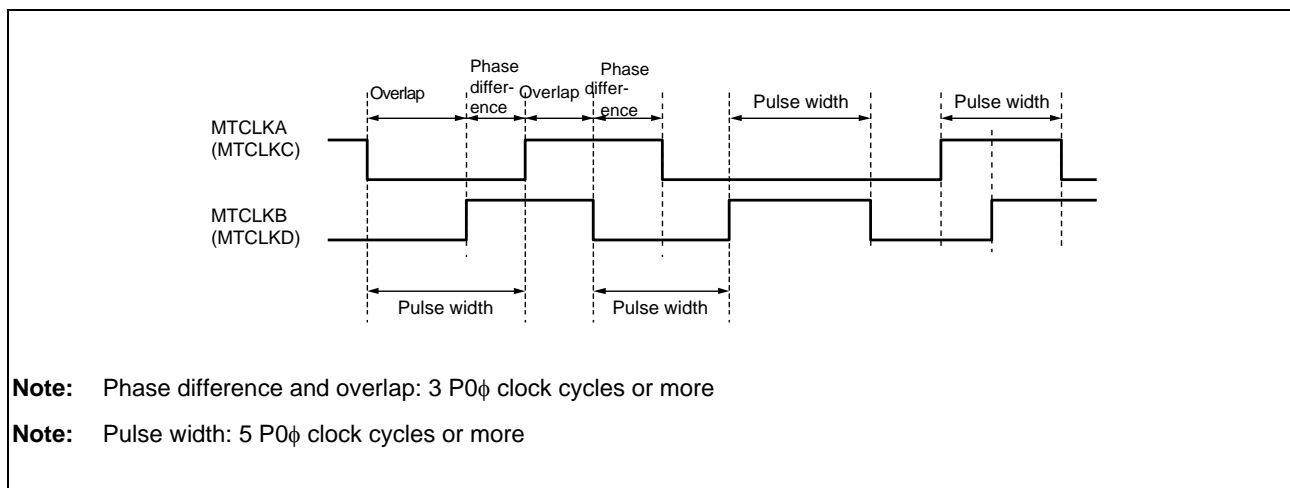 Phase
differ-
ence
Phase
differ-
ence
Overlap
Overlap
Pulse width
Pulse width
MTCLKA
(MTCLKC)
MTCLKB
(MTCLKD)
Pulse width
Pulse width
Note: Phase difference and overlap: 3 P0ϕ clock cycles or more
Note: Pulse width: 5 P0ϕ clock cycles or more